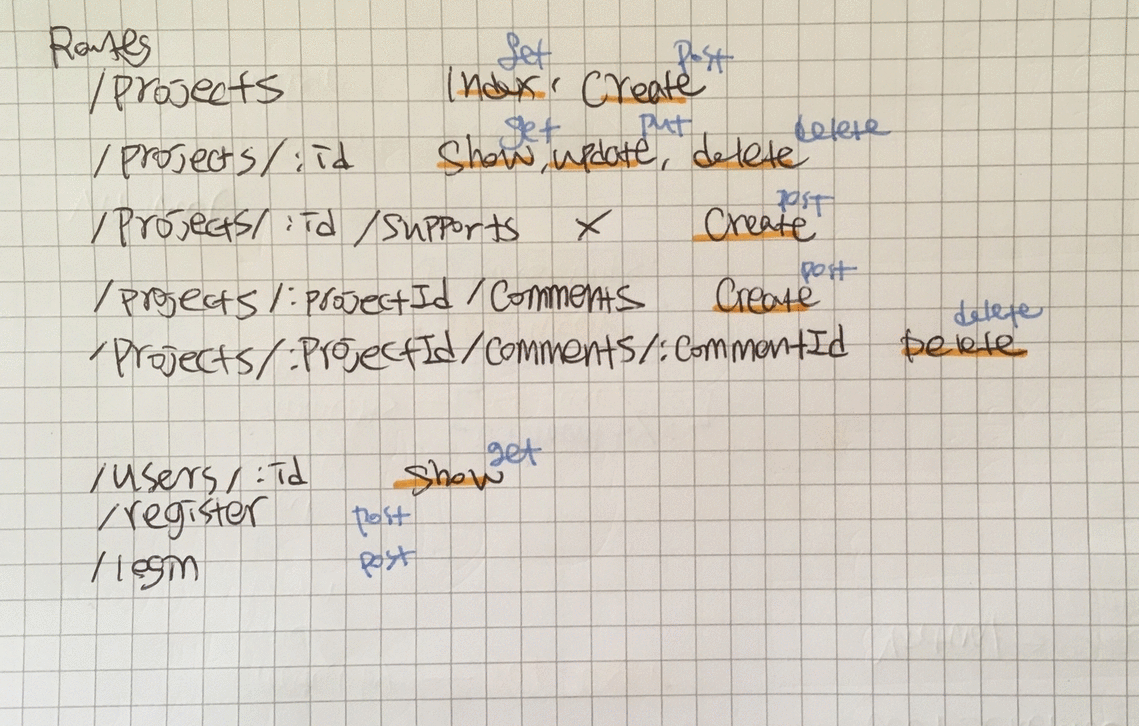 Routes
get post
/projects Index, Create
get put delete
/projects/:id Show, update, delete
post
/Projects/:id/supports x Create
post
/projects/:projectId/Comments Create
delete
/Projects/:ProjectId/comments/:commentId Delete
get
/users/:id Show
/register post
/login post